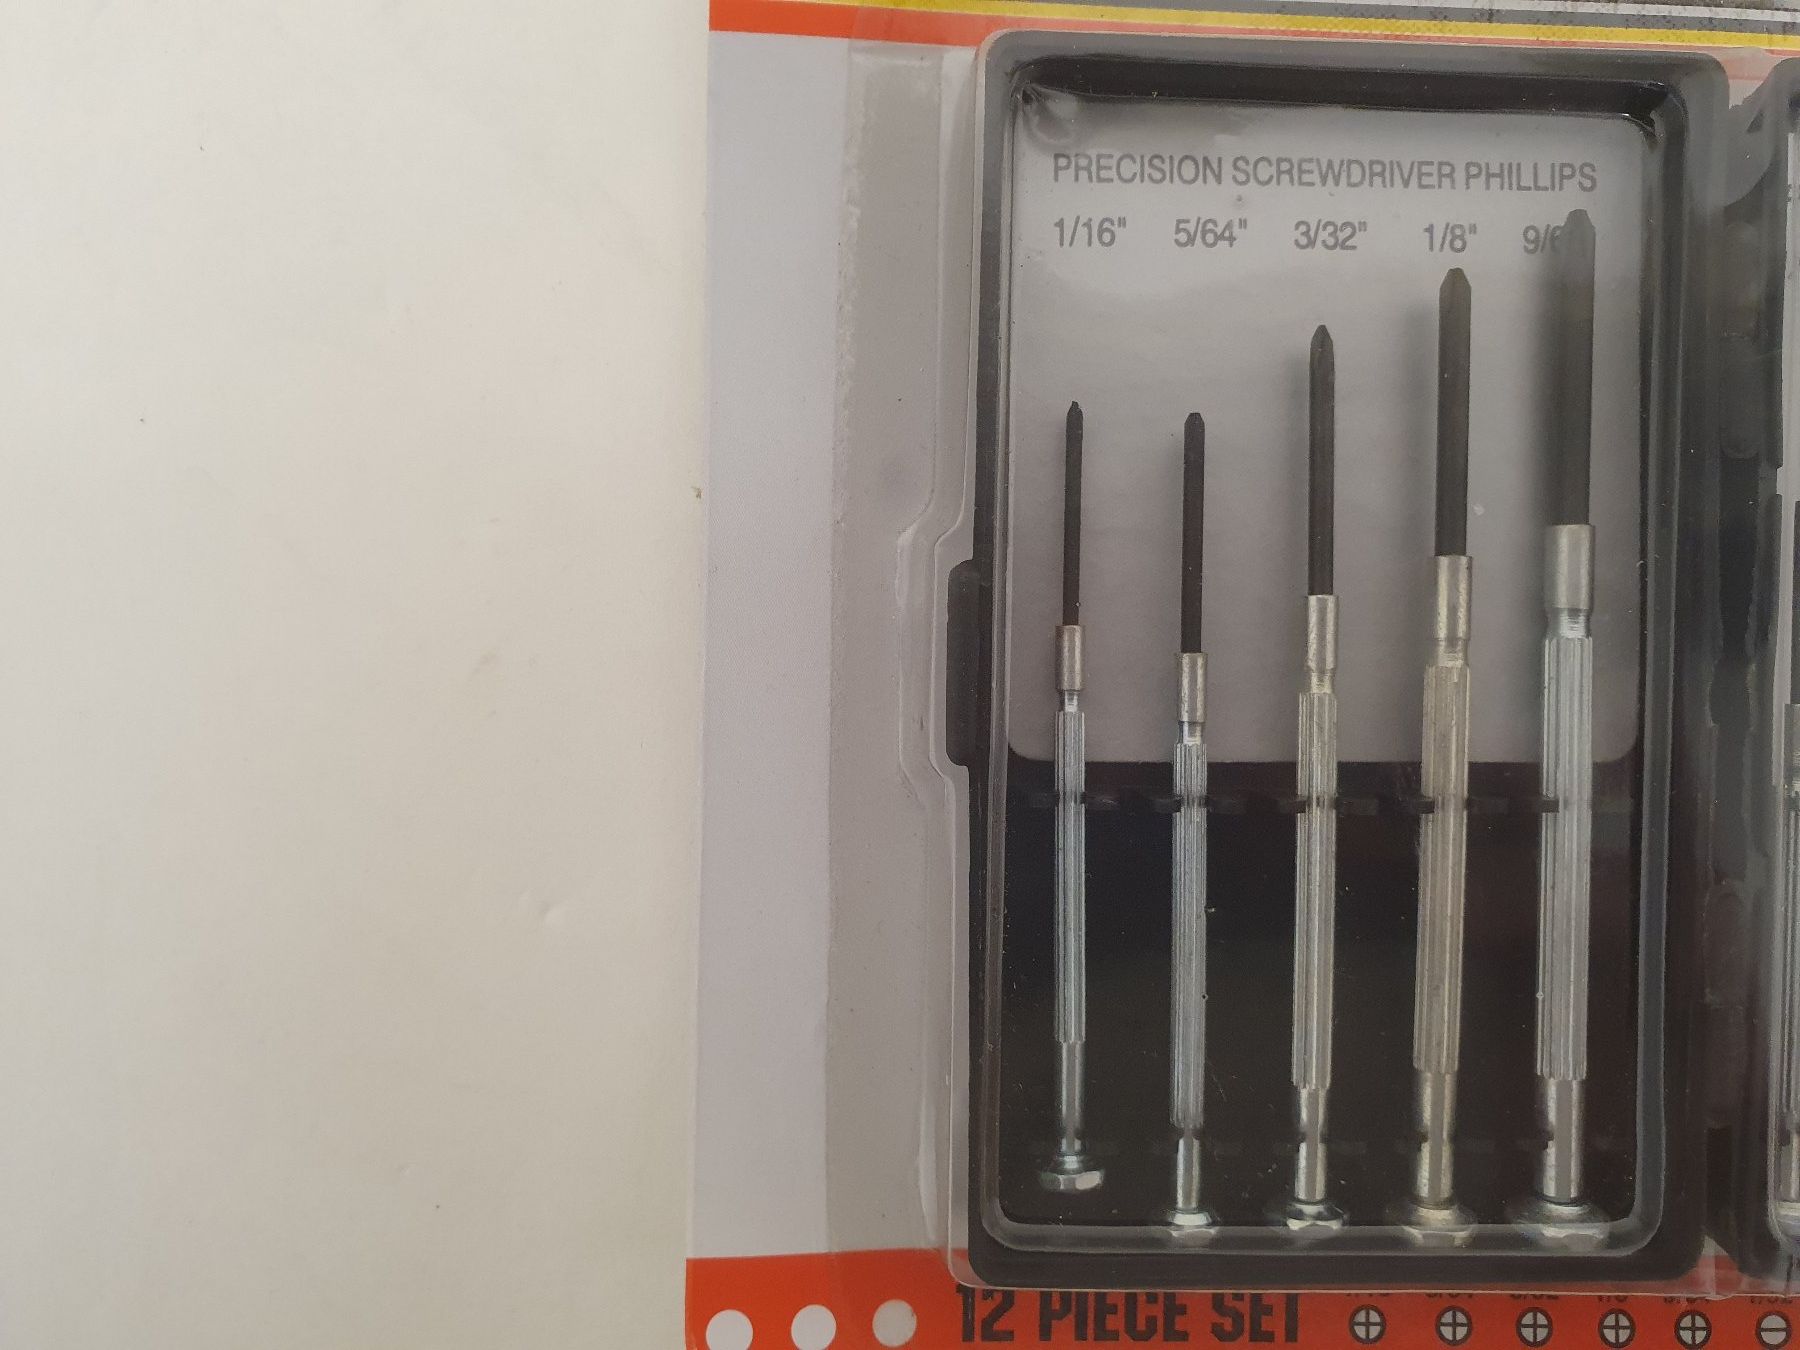 PRECISION SCREWDRIVER PHILLIPS
1/16" 5/64" 3/32" 1/8"
12 PIECE SET